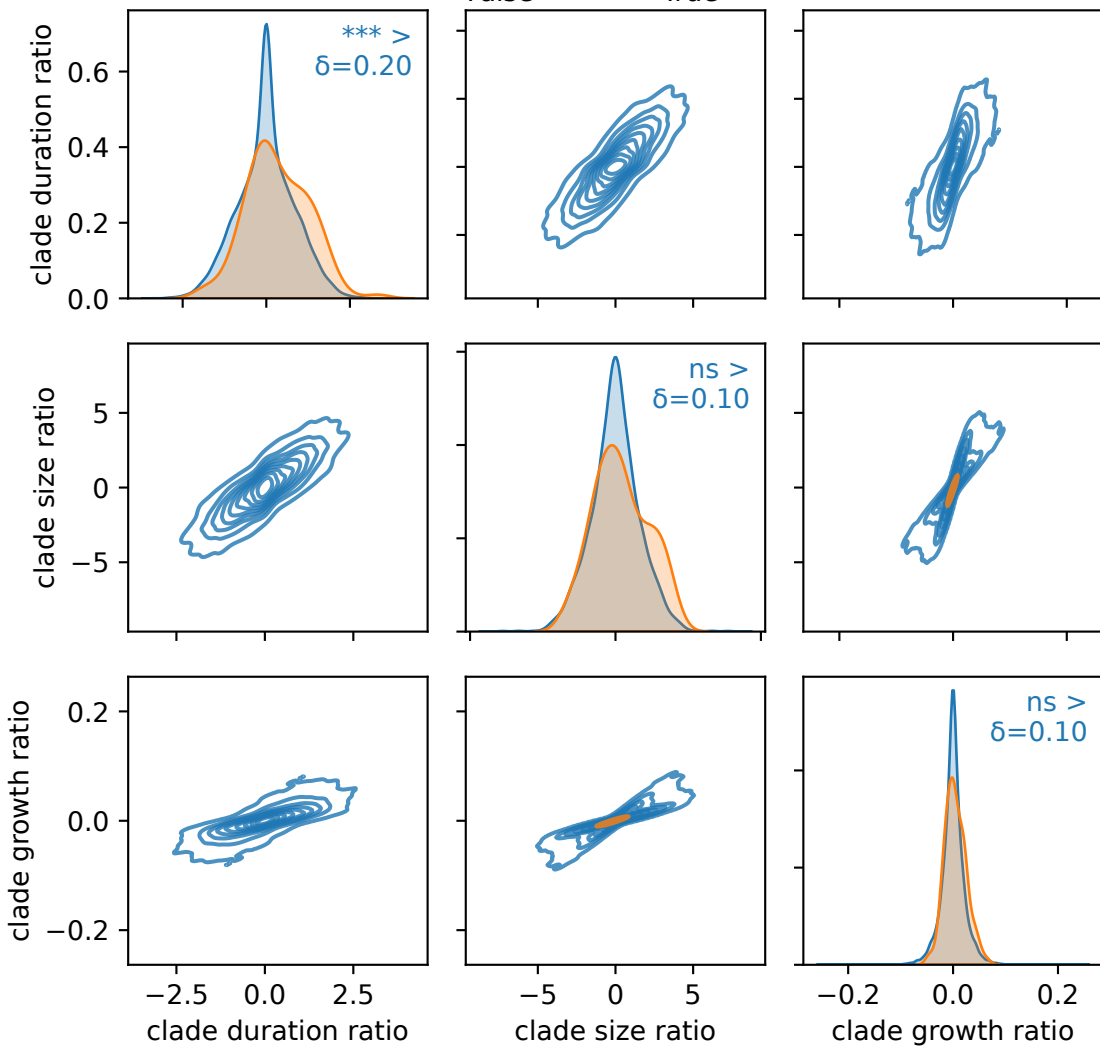 *** >
δ=0.20
clade duration ratio
0.6
0.4
0.2
0.0
ns >
δ=0.10
clade size ratio
5
0
−5
ns >
δ=0.10
clade growth ratio
0.2
0.0
−0.2
−2.5 0.0 2.5 −5 0 5 −0.2 0.0 0.2
clade duration ratio clade size ratio clade growth ratio